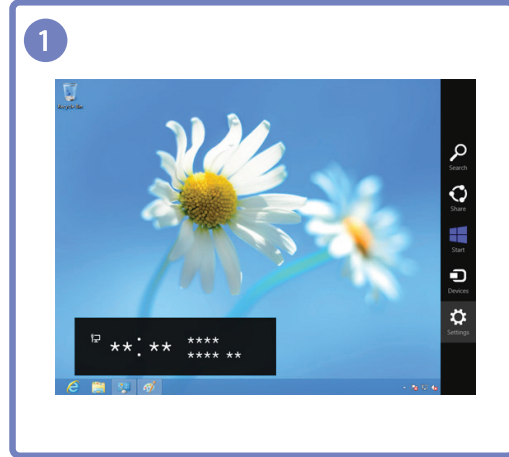 1
Recycle Bin
Search
Share
Start
Devices
Settings
**:** ****
**** **